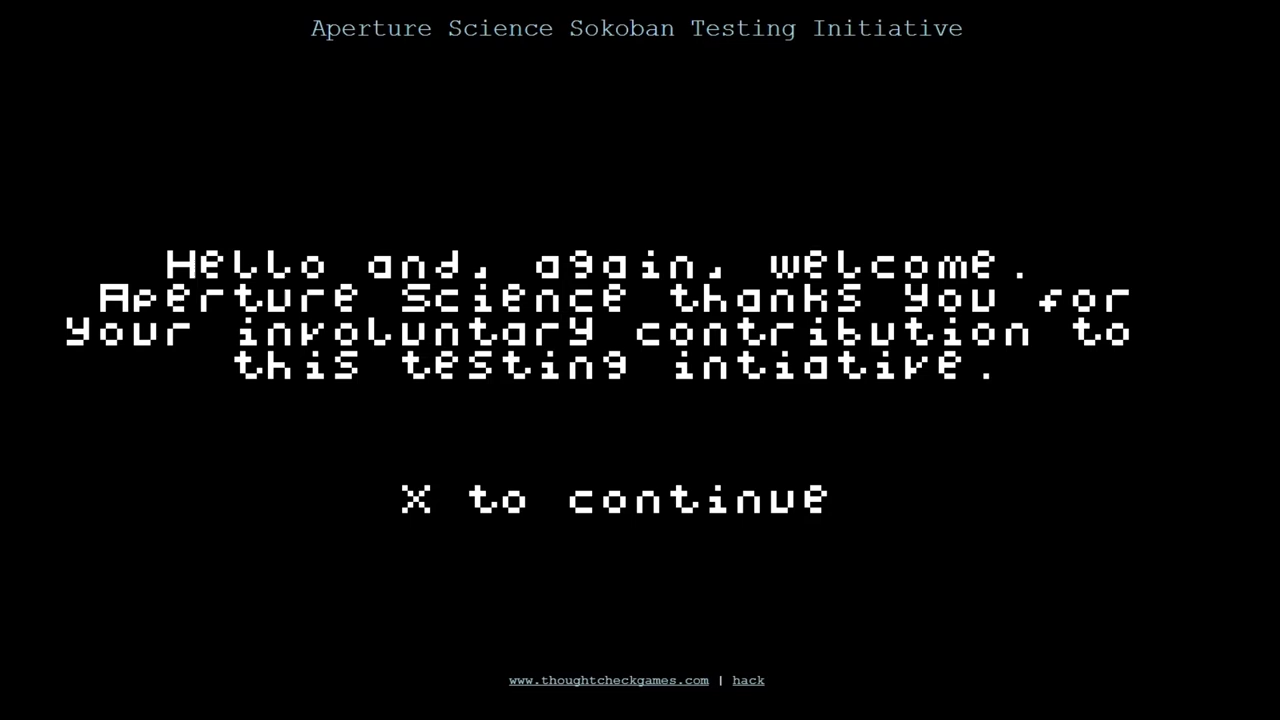 Aperture Science Sokoban Testing Initiative
Hello and, again, welcome.
Aperture Science thanks you for
your involuntary contribution to
this testing intiative.
X to continue
www.thoughtcheckgames.com | hack